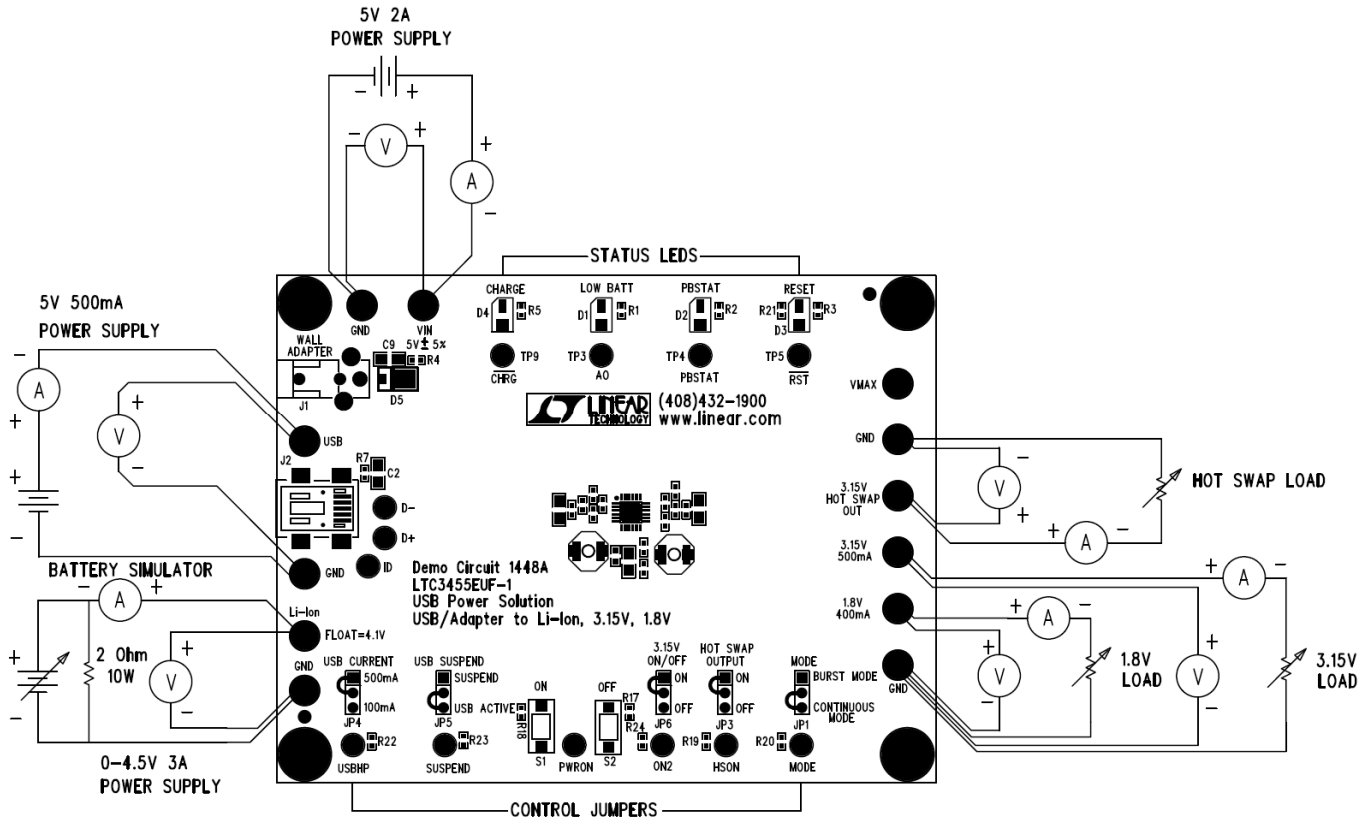 5V 2A
POWER SUPPLY
− +
− +
V
+
A
−
STATUS LEDS
5V 500mA
POWER SUPPLY
GND
VIN
5V ± 5%
WALL
ADAPTER
J1
C9
R4
D5
CHARGE
D4
R5
TP9
CHRG
LOW BATT
D1
R1
TP3
AO
PBSTAT
D2
R2
TP4
PBSTAT
RESET
R21
R3
D3
TP5
RST
LINEAR
TECHNOLOGY
(408)432-1900
www.linear.com
−
A
+
+
−
+
V
−
USB
J2
R7
C2
D-
D+
ID
GND
VMAX
GND
3.15V
HOT SWAP
OUT
3.15V
500mA
1.8V
400mA
GND
−
V
+
+ A −
HOT SWAP LOAD
Demo Circuit 1448A
LTC3455EUF-1
USB Power Solution
USB/Adapter to Li-Ion, 3.15V, 1.8V
BATTERY SIMULATOR
− A +
+
−
2 Ohm
10W
+
V
−
0-4.5V 3A
POWER SUPPLY
Li-Ion
FLOAT=4.1V
GND
USB CURRENT
500mA
100mA
JP4
R22
USBHP
USB SUSPEND
SUSPEND
USB ACTIVE
JP5
R23
SUSPEND
ON
R18
S1
PWRON
OFF
R17
R24
S2
3.15V
ON/OFF
ON
OFF
JP6
ON2
HOT SWAP
OUTPUT
ON
OFF
JP3
R19
HSON
MODE
BURST MODE
CONTINUOUS
MODE
JP1
R20
MODE
+ A −
+
V
−
1.8V
LOAD
+ A −
+
V
−
3.15V
LOAD
CONTROL JUMPERS